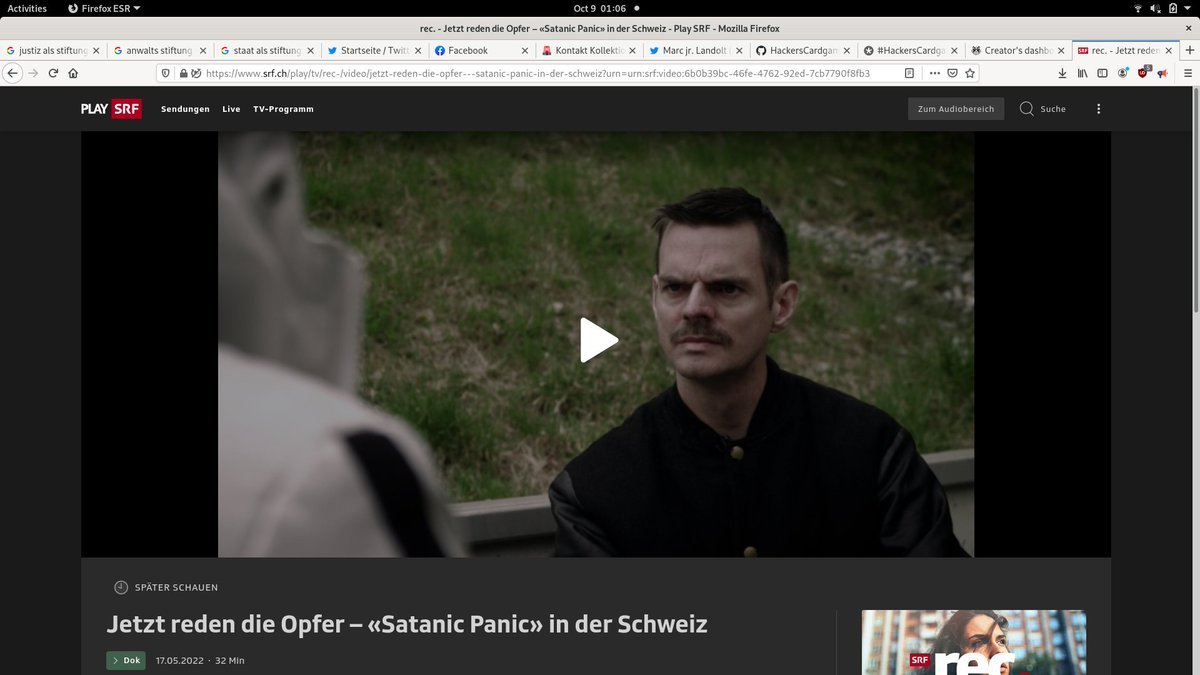 Activities Firefox ESR Oct 9 01:06
rec. - Jetzt reden die Opfer – «Satanic Panic» in der Schweiz - Play SRF - Mozilla Firefox
justiz als stiftung anwalts stiftung staat als stiftung Startseite / Twitt Facebook Kontakt Kollektio Marc jr. Landolt HackersCardgam #HackersCardga Creator's dashbo SRF rec. - Jetzt reden
https://www.srf.ch/play/tv/rec-/video/jetzt-reden-die-opfer---satanic-panic-in-der-schweiz?urn=urn:srf:video:6b0b39bc-46fe-4762-92ed-7cb7790f8fb3 5
PLAY SRF Sendungen Live TV-Programm Zum Audiobereich Suche
SPÄTER SCHAUEN
Jetzt reden die Opfer – «Satanic Panic» in der Schweiz
Dok 17.05.2022 · 32 Min
SRF rec.